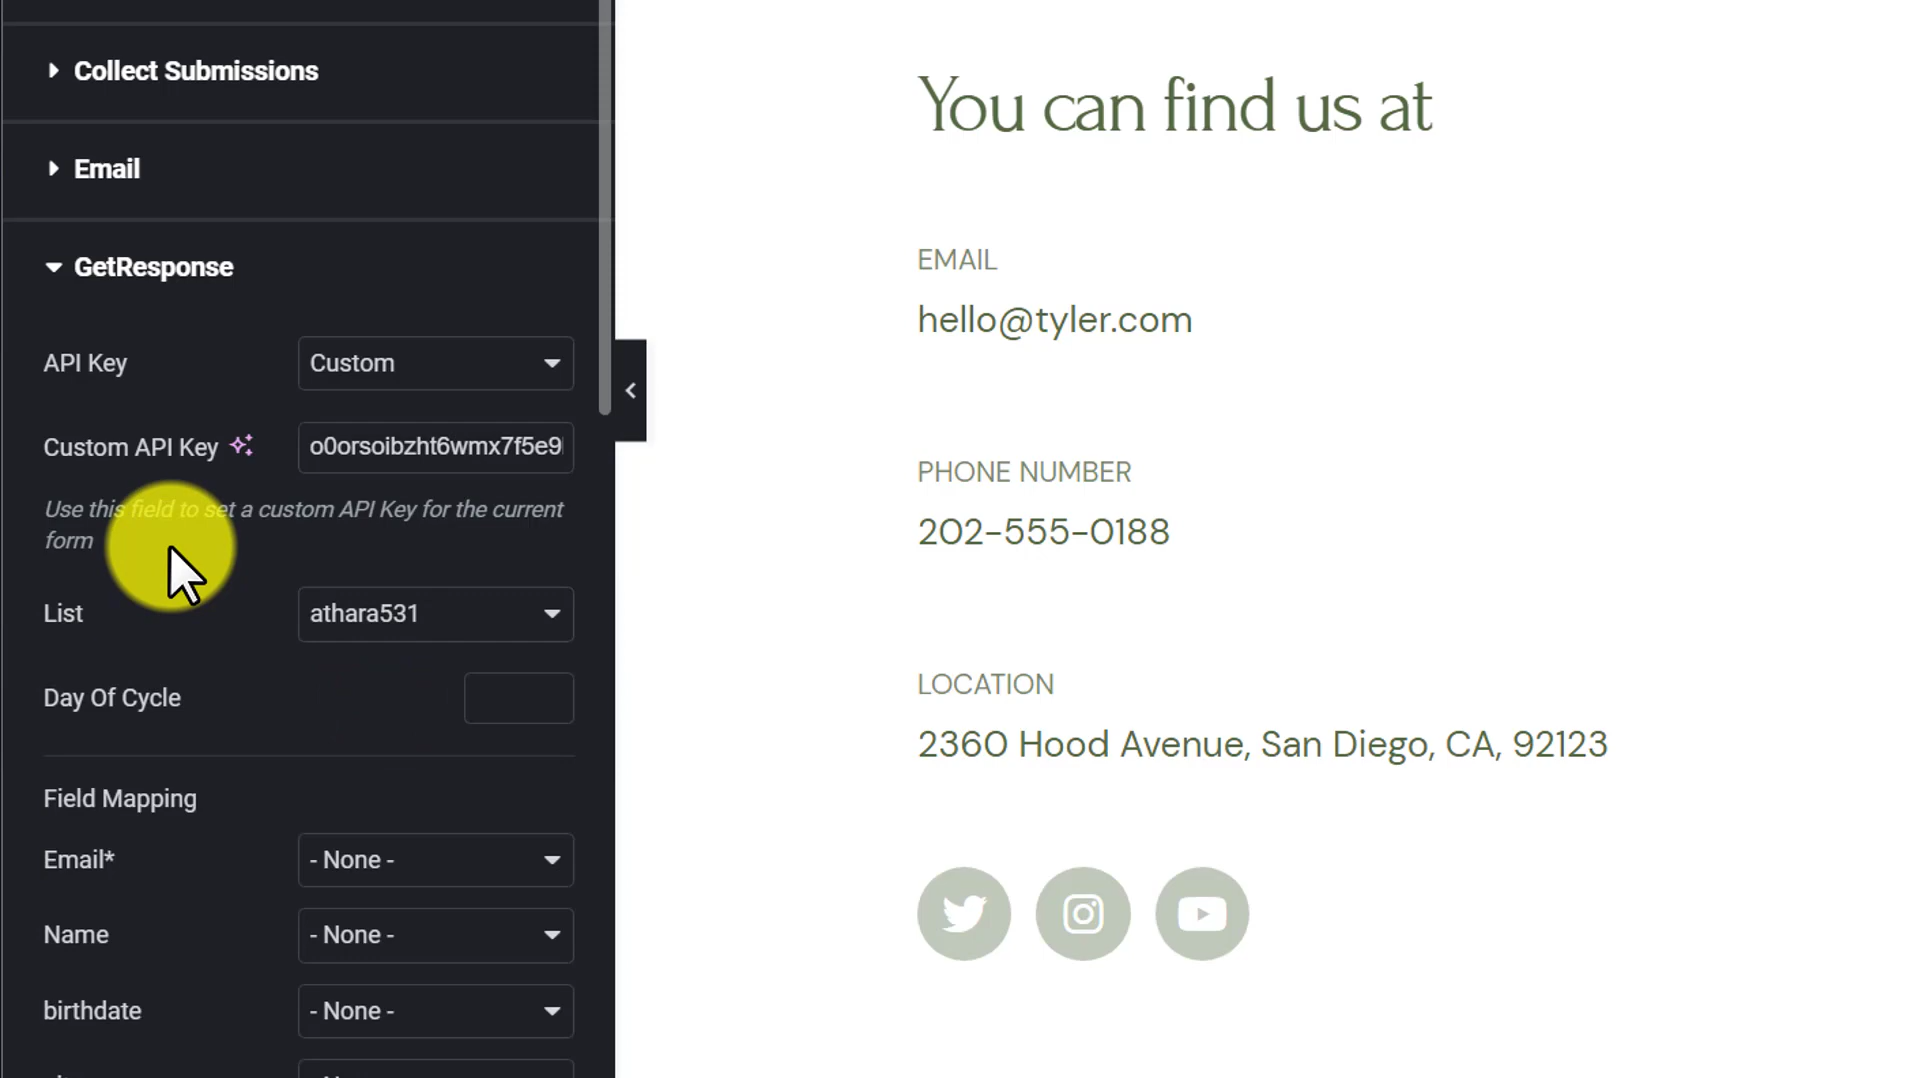 Collect Submissions
Email
GetResponse
API Key
Custom
Custom API Key
o0orsoibzht6wmx7f5e9
Use this field to set a custom API Key for the current
form
List
athara531
Day Of Cycle
Field Mapping
Email*
- None -
Name
- None -
birthdate
- None -
You can find us at
EMAIL
hello@tyler.com
PHONE NUMBER
202-555-0188
LOCATION
2360 Hood Avenue, San Diego, CA, 92123